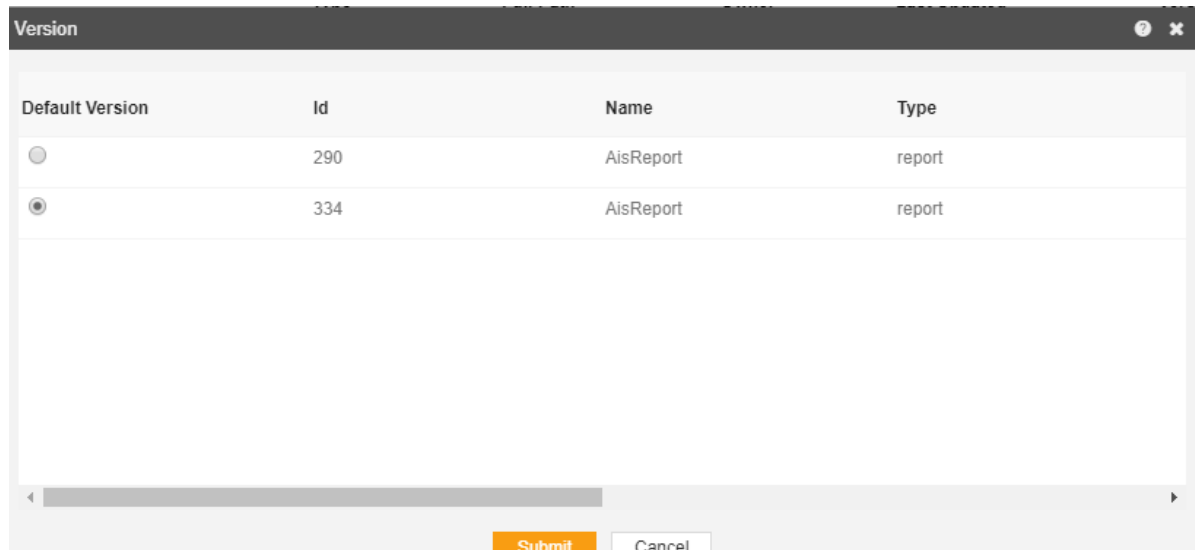 Version
Default Version Id Name Type
290 AisReport report
334 AisReport report
Submit Cancel